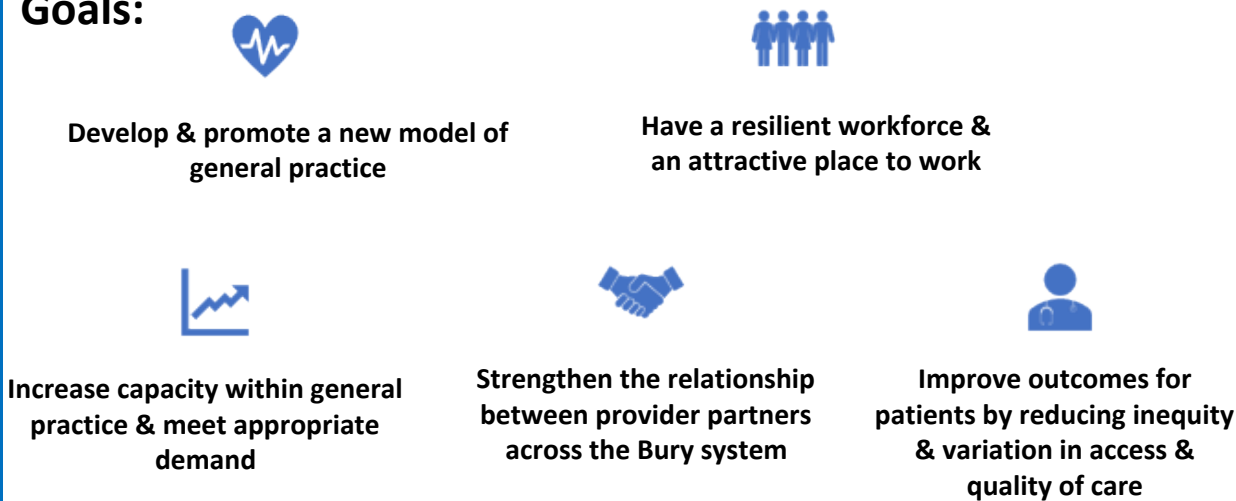 Goals:
Develop & promote a new model of
general practice
Have a resilient workforce &
an attractive place to work
Increase capacity within general
practice & meet appropriate
demand
Strengthen the relationship
between provider partners
across the Bury system
Improve outcomes for
patients by reducing inequity
& variation in access &
quality of care